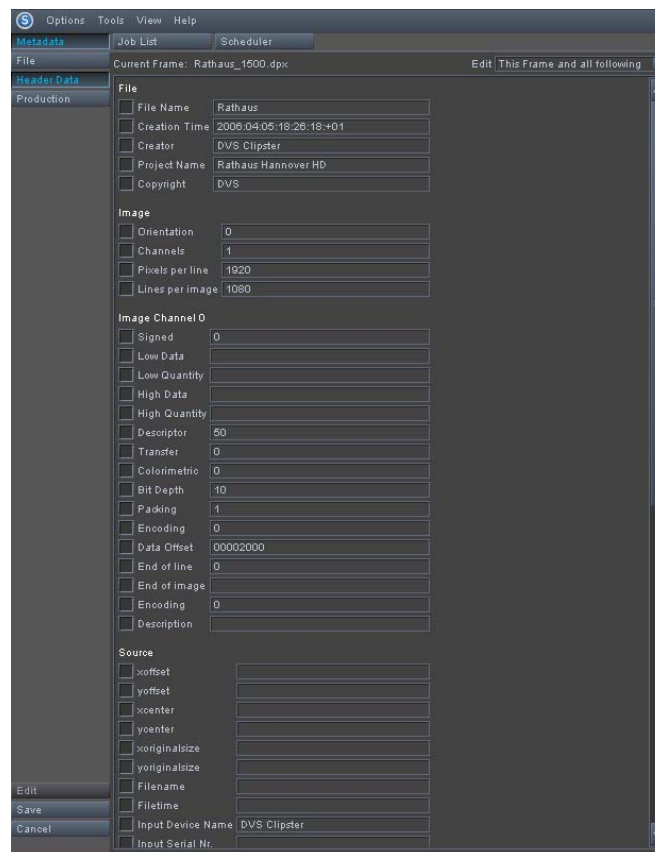 S Options Tools View Help
Metadata Job List Scheduler
File Current Frame: Rathaus_1500.dpx Edit This Frame and all following
Header Data
Production
File
File Name Rathaus
Creation Time 2006:04:05:18:26:18:+01
Creator DVS Clipster
Project Name Rathaus Hannover HD
Copyright DVS
Image
Orientation 0
Channels 1
Pixels per line 1920
Lines per image 1080
Image Channel 0
Signed 0
Low Data
Low Quantity
High Data
High Quantity
Descriptor 50
Transfer 0
Colorimetric 0
Bit Depth 10
Packing 1
Encoding 0
Data Offset 00002000
End of line 0
End of image
Encoding 0
Description
Source
xoffset
yoffset
xcenter
ycenter
xoriginalsize
yoriginalsize
Filename
Filetime
Input Device Name DVS Clipster
Input Serial Nr.
Edit
Save
Cancel